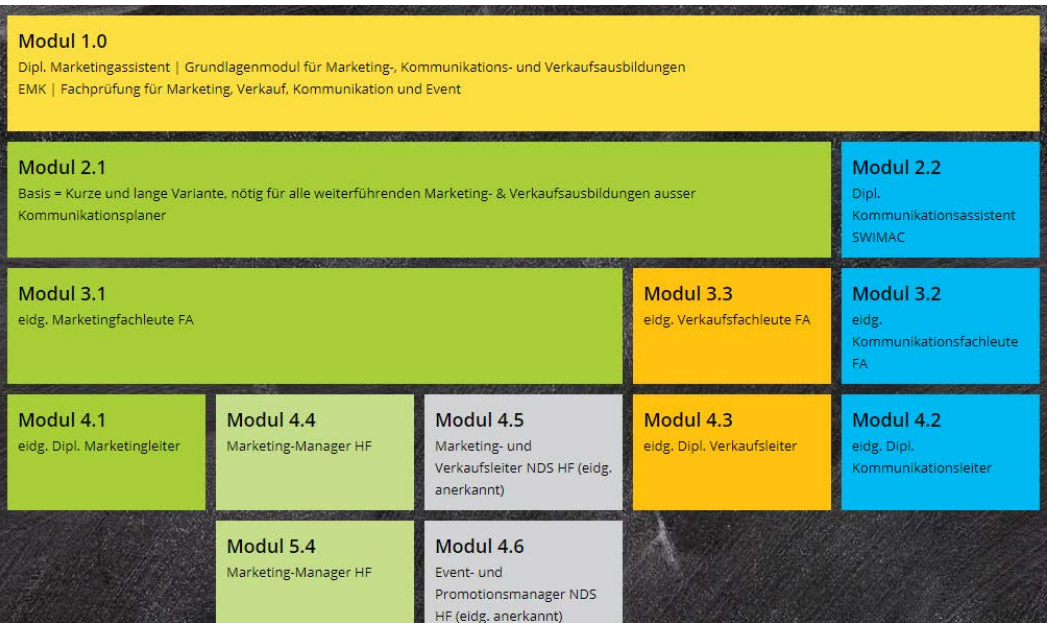 Modul 1.0
Dipl. Marketingassistent | Grundlagenmodul für Marketing-, Kommunikations- und Verkaufsausbildungen
EMK | Fachprüfung für Marketing, Verkauf, Kommunikation und Event
Modul 2.1
Basis = Kurze und lange Variante, nötig für alle weiterführenden Marketing- & Verkaufsausbildungen ausser
Kommunikationsplaner
Modul 2.2
Dipl.
Kommunikationsassistent
SWIMAC
Modul 3.1
eidg. Marketingfachleute FA
Modul 3.3
eidg. Verkaufsfachleute FA
Modul 3.2
eidg.
Kommunikationsfachleute
FA
Modul 4.1
eidg. Dipl. Marketingleiter
Modul 4.4
Marketing-Manager HF
Modul 4.5
Marketing- und
Verkaufsleiter NDS HF (eidg.
anerkannt)
Modul 4.3
eidg. Dipl. Verkaufsleiter
Modul 4.2
eidg. Dipl.
Kommunikationsleiter
Modul 5.4
Marketing-Manager HF
Modul 4.6
Event- und
Promotionsmanager NDS
HF (eidg. anerkannt)